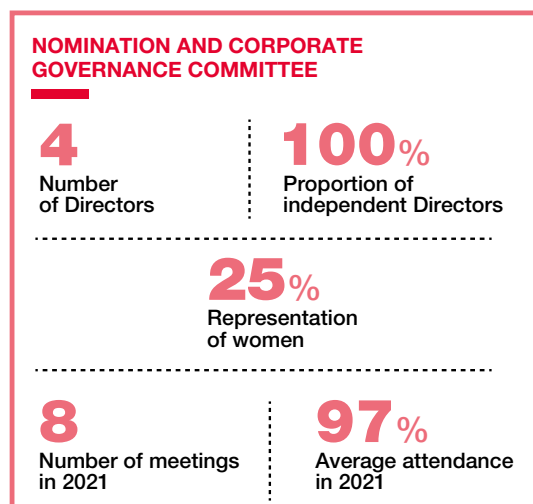 NOMINATION AND CORPORATE
GOVERNANCE COMMITTEE
4
Number
of Directors
100%
Proportion of
independent Directors
25%
Representation
of women
8
Number of meetings
in 2021
97%
Average attendance
in 2021